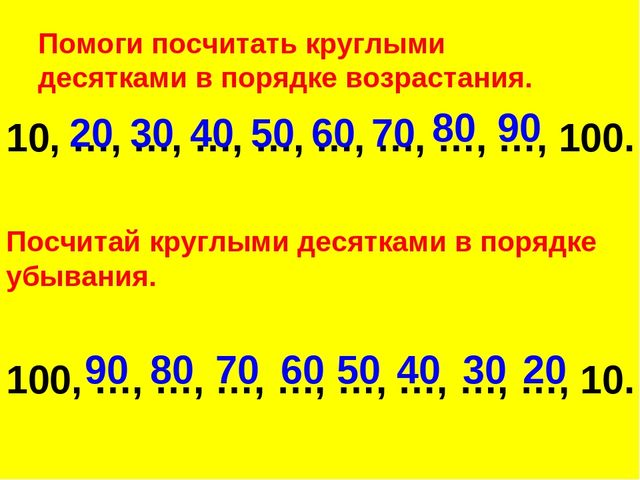 Помоги посчитать круглыми
десятками в порядке возрастания.
10, 20, 30, 40, 50, 60, 70, 80, 90, 100.
Посчитай круглыми десятками в порядке
убывания.
100, 90, 80, 70, 60, 50, 40, 30, 20, 10.